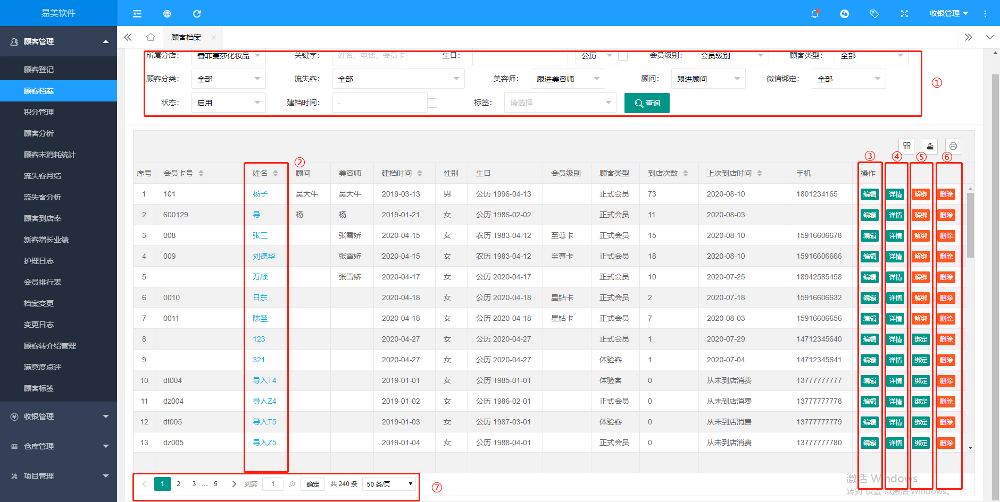 易美软件
收银管理
顾客管理
顾客登记
顾客档案
积分管理
顾客分析
顾客未消耗统计
流失客月结
流失客分析
顾客到店率
新客增长业绩
护理日志
会员排行表
档案变更
变更日志
顾客转介绍管理
满意度点评
顾客标签
收银管理
仓库管理
项目管理
顾客档案
所属分店： 香菲曼莎化妆品 关键字： 姓名、电话、会员卡 生日： 公历 会员级别： 会员级别 顾客类型： 全部
顾客分类： 全部 流失客： 全部 美容师： 跟进美容师 顾问： 跟进顾问 微信绑定： 全部
状态： 启用 建档时间： - 标签： 请选择 查询
①
② ③ ④ ⑤ ⑥
序号 会员卡号 姓名 顾问 美容师 建档时间 性别 生日 会员级别 顾客类型 到店次数 上次到店时间 手机 操作
1 101 杨子 吴大牛 吴大牛 2019-03-13 男 公历 1996-04-13 正式会员 73 2020-08-10 1801234165 编辑 详情 解绑 删除
2 600129 导 杨 杨 2019-01-21 女 公历 1986-02-02 正式会员 11 2020-08-03 编辑 详情 解绑 删除
3 008 张三 张雪娇 2020-04-15 女 农历 1983-04-12 至尊卡 正式会员 15 2020-08-10 15916606678 编辑 详情 解绑 删除
4 009 刘德华 张雪娇 2020-04-15 女 农历 1983-04-12 至尊卡 正式会员 18 2020-08-10 15916606666 编辑 详情 解绑 删除
5 万顺 张雪娇 2020-04-17 女 公历 2020-04-17 正式会员 10 2020-07-25 18942585458 编辑 详情 解绑 删除
6 0010 日东 2020-04-18 女 公历 2020-04-18 星钻卡 正式会员 2 2020-07-18 15916606632 编辑 详情 解绑 删除
7 0011 陈堃 2020-04-18 女 公历 2020-04-18 星钻卡 正式会员 7 2020-08-03 15916606656 编辑 详情 解绑 删除
8 123 2020-04-27 女 公历 2020-04-27 正式会员 1 2020-07-29 14712345640 编辑 详情 绑定 删除
9 321 2020-04-27 女 公历 2020-04-27 体验客 1 2020-07-04 14712345641 编辑 详情 绑定 删除
10 dt004 导入T4 2019-01-01 女 公历 1985-01-01 体验客 0 从未到店消费 13777777777 编辑 详情 绑定 删除
11 dz004 导入Z4 2019-01-02 女 公历 1986-02-01 正式会员 0 从未到店消费 13777777778 编辑 详情 绑定 删除
12 dt005 导入T5 2019-01-03 女 公历 1987-03-01 体验客 0 从未到店消费 13777777779 编辑 详情 绑定 删除
13 dz005 导入Z5 2019-01-04 女 公历 1988-04-01 正式会员 0 从未到店消费 13777777780 编辑 详情 绑定 删除
1 2 3 … 5 到第 1 页 确定 共 240 条 50 条/页 ⑦
激活 Windows
转到"设置"以激活 Windows。